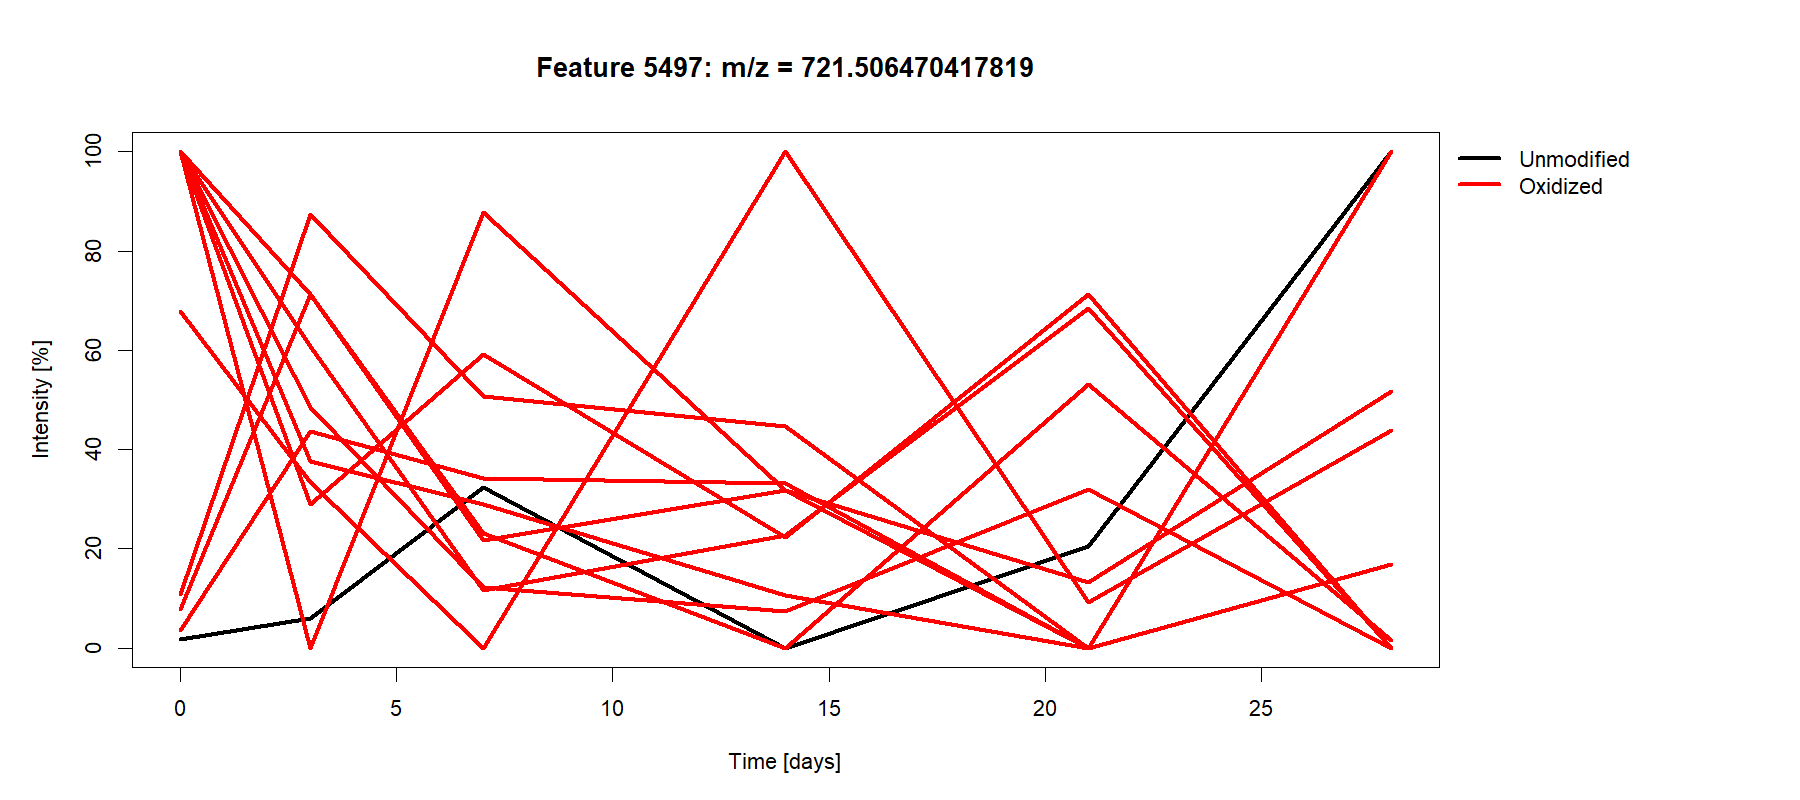 Feature 5497: m/z = 721.506470417819
Unmodified
Oxidized
Intensity [%]
100
80
60
40
20
0
0 5 10 15 20 25
Time [days]